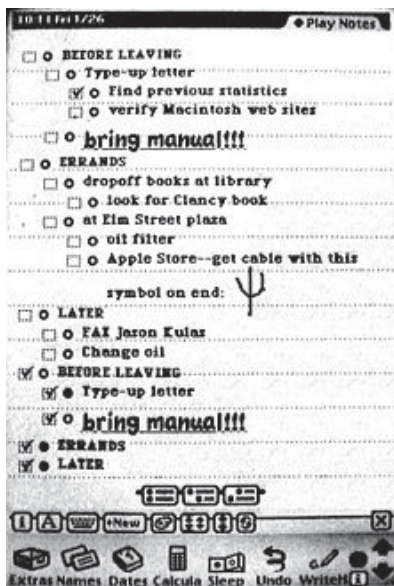 10:11 Fri 1/26
Play Notes
BEFORE LEAVING
Type-up letter
Find previous statistics
verify Macintosh web sites
bring manual!!!
ERRANDS
dropoff books at library
look for Clancy book
at Elm Street plaza
oil filter
Apple Store--get cable with this
symbol on end:
LATER
FAX Jason Kulas
Change oil
BEFORE LEAVING
Type-up letter
bring manual!!!
ERRANDS
LATER
i A New X
Extras Names Dates Calcula Sleep Undo WriteH i